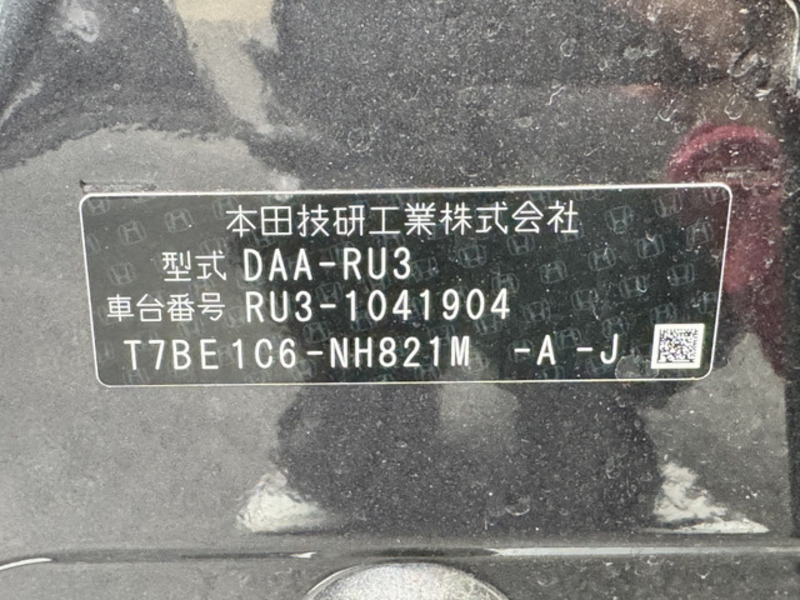 本田技研工業株式会社
型式 DAA-RU3
車台番号 RU3-1041904
T7BE1C6-NH821M -A -J